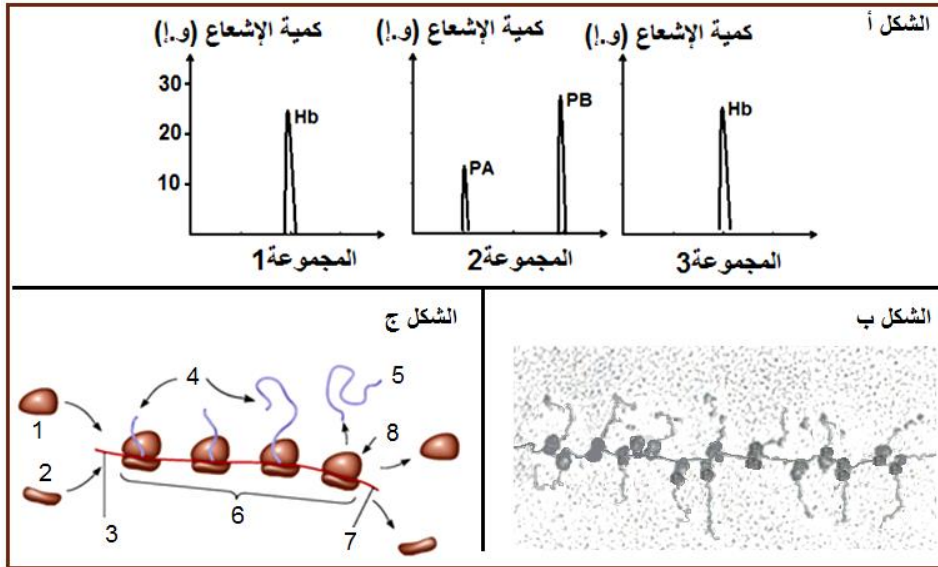 الشكل أ
كمية الإشعاع (و.إ)
كمية الإشعاع (و.إ)
كمية الإشعاع (و.إ)
30
20
10
Hb
PA
PB
Hb
المجموعة1
المجموعة2
المجموعة3
الشكل ج
1
2
3
4
5
6
7
8
الشكل ب